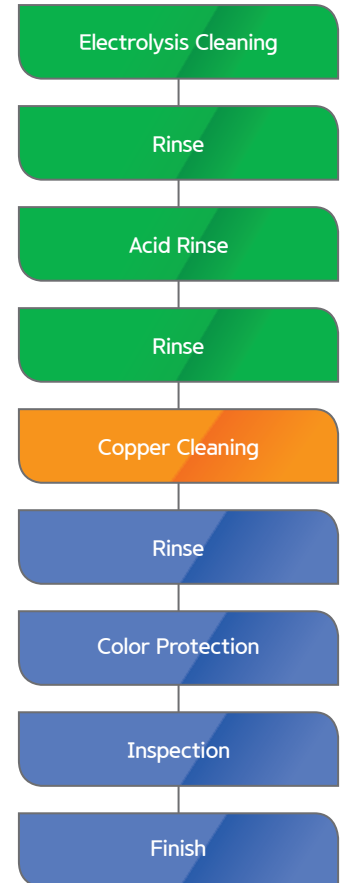 Electrolysis Cleaning
Rinse
Acid Rinse
Rinse
Copper Cleaning
Rinse
Color Protection
Inspection
Finish